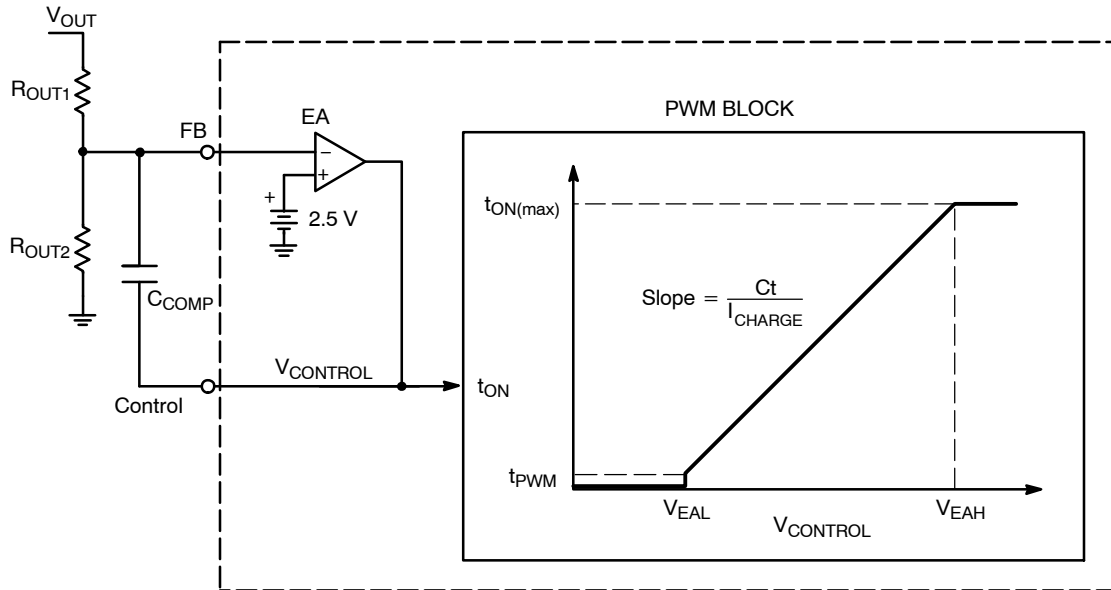 VOUT
ROUT1
FB
EA
−
+
+
2.5 V
ROUT2
CCOMP
VCONTROL
Control
PWM BLOCK
tON(max)
Slope = Ct
ICHARGE
tON
tPWM
VEAL
VCONTROL
VEAH